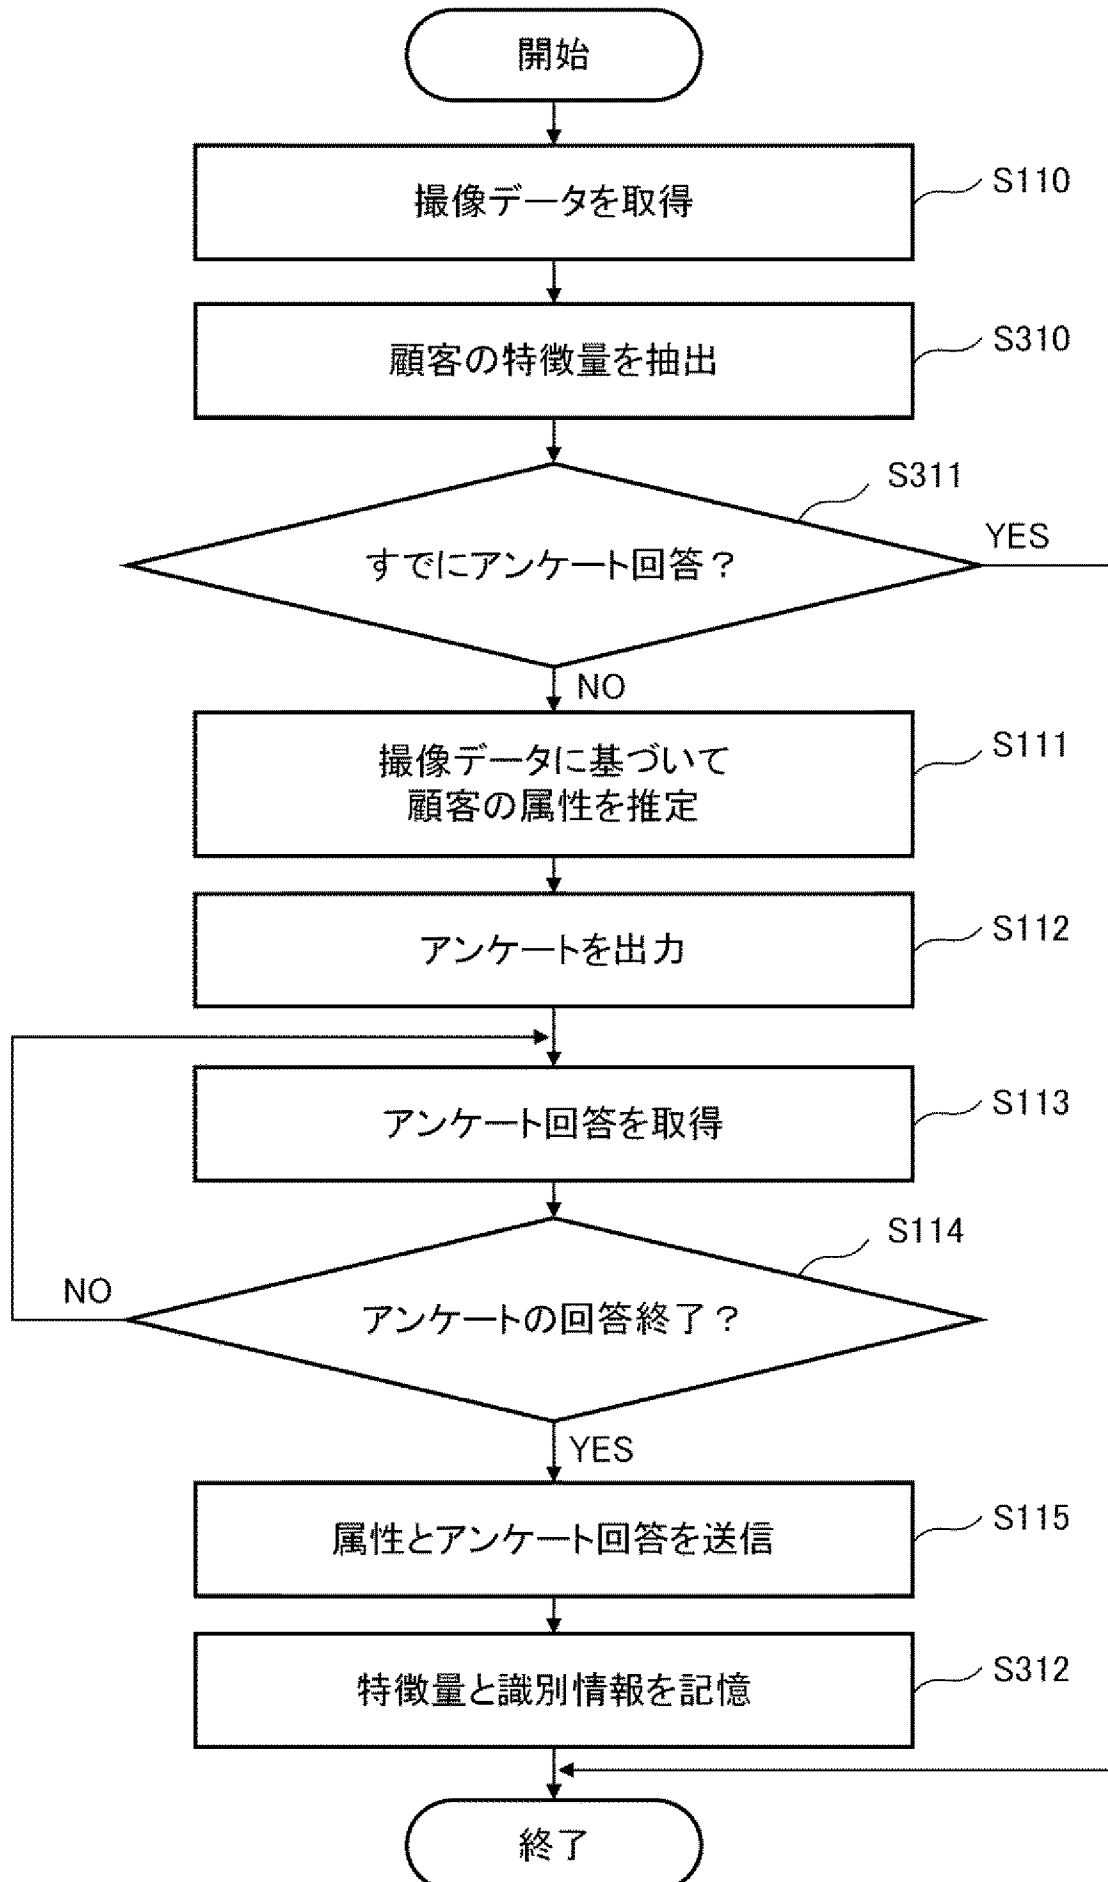 開始
撮像データを取得
S110
顧客の特徴量を抽出
S310
S311
すでにアンケート回答？
YES
NO
撮像データに基づいて
顧客の属性を推定
S111
アンケートを出力
S112
アンケート回答を取得
S113
S114
アンケートの回答終了？
NO
YES
属性とアンケート回答を送信
S115
特徴量と識別情報を記憶
S312
終了